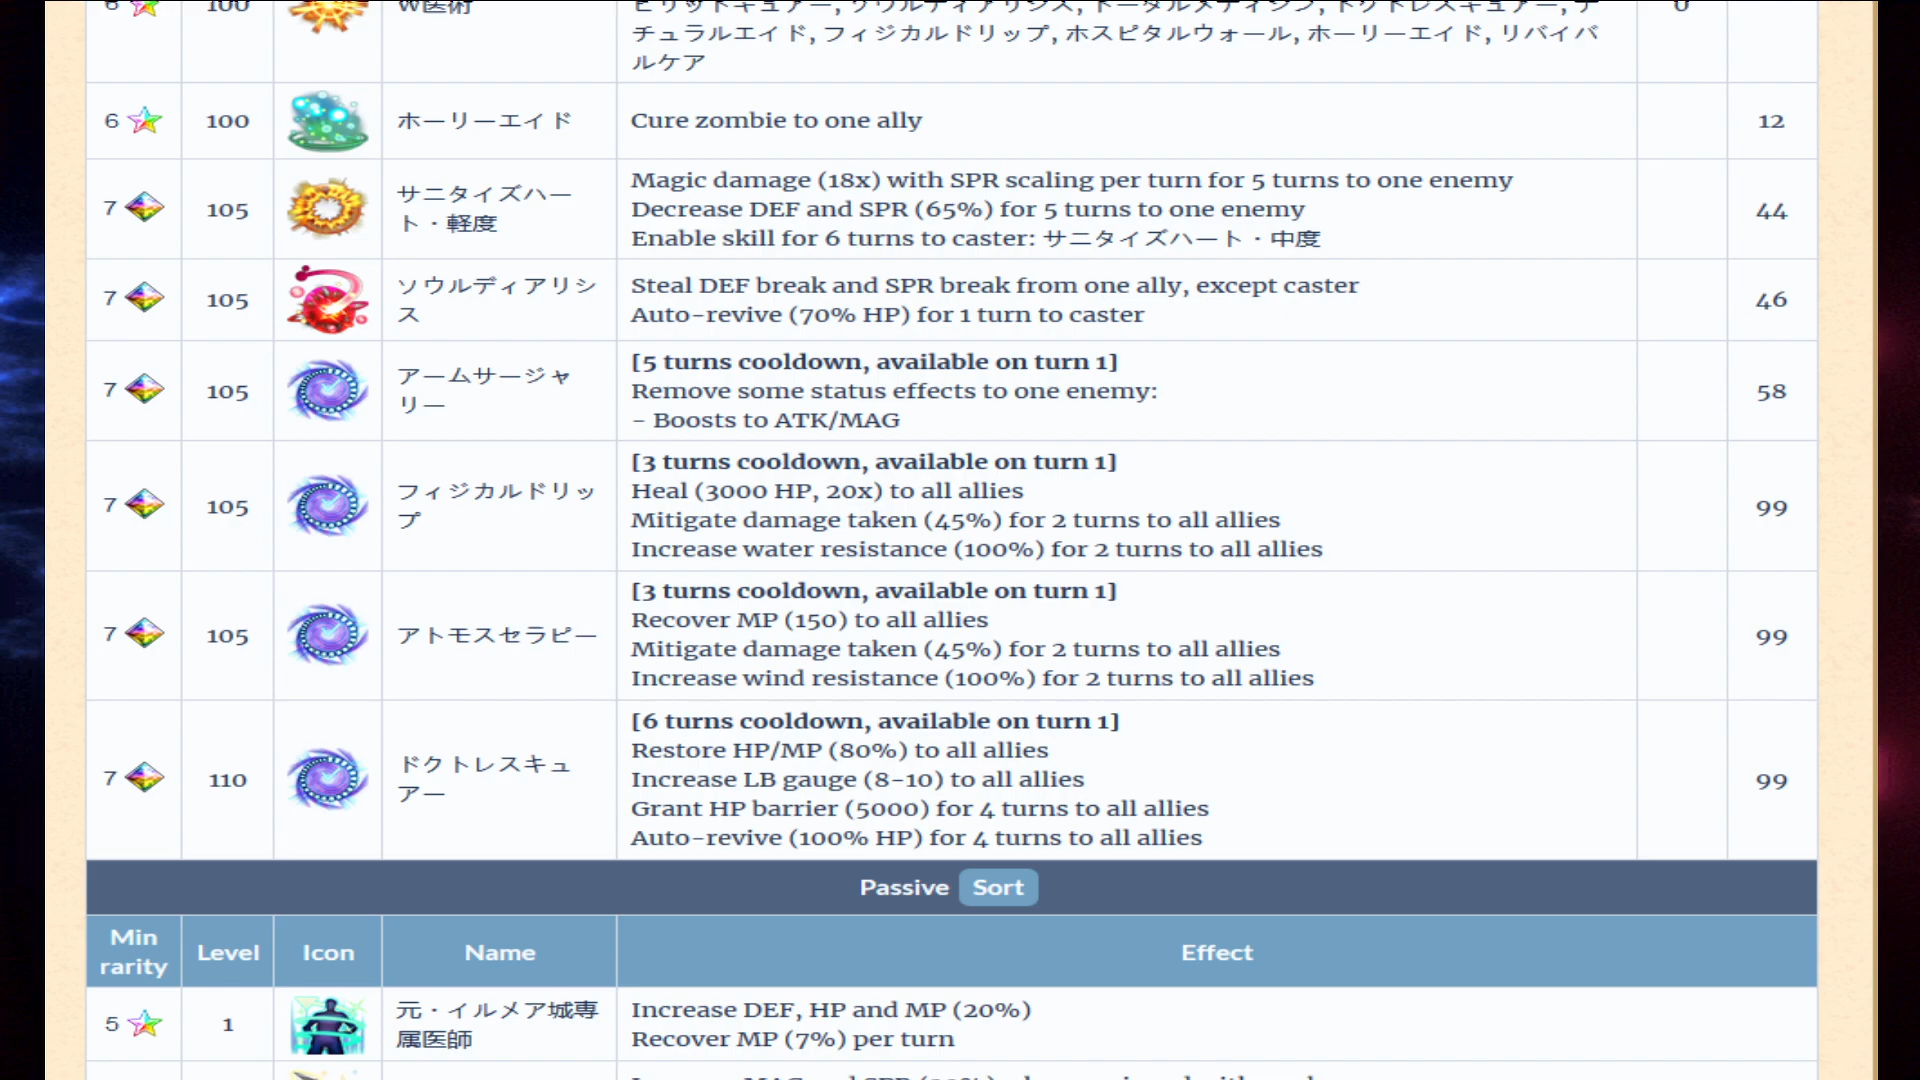 100
W医術
チュラルエイド, フィジカルドリップ, ホスピタルウォール, ホーリーエイド, リバイバ
ルケア
6 100 ホーリーエイド Cure zombie to one ally 12
7 105 サニタイズハー
ト・軽度
Magic damage (18x) with SPR scaling per turn for 5 turns to one enemy
Decrease DEF and SPR (65%) for 5 turns to one enemy
Enable skill for 6 turns to caster: サニタイズハート・中度
44
7 105 ソウルディアリシ
ス
Steal DEF break and SPR break from one ally, except caster
Auto-revive (70% HP) for 1 turn to caster
46
7 105 アームサージャ
リー
[5 turns cooldown, available on turn 1]
Remove some status effects to one enemy:
- Boosts to ATK/MAG
58
7 105 フィジカルドリッ
プ
[3 turns cooldown, available on turn 1]
Heal (3000 HP, 20x) to all allies
Mitigate damage taken (45%) for 2 turns to all allies
Increase water resistance (100%) for 2 turns to all allies
99
7 105 アトモスセラピー
[3 turns cooldown, available on turn 1]
Recover MP (150) to all allies
Mitigate damage taken (45%) for 2 turns to all allies
Increase wind resistance (100%) for 2 turns to all allies
99
7 110 ドクトレスキュ
アー
[6 turns cooldown, available on turn 1]
Restore HP/MP (80%) to all allies
Increase LB gauge (8-10) to all allies
Grant HP barrier (5000) for 4 turns to all allies
Auto-revive (100% HP) for 4 turns to all allies
99
Passive Sort
Min
rarity
Level Icon Name Effect
5 1 元・イルメア城専
属医師
Increase DEF, HP and MP (20%)
Recover MP (7%) per turn